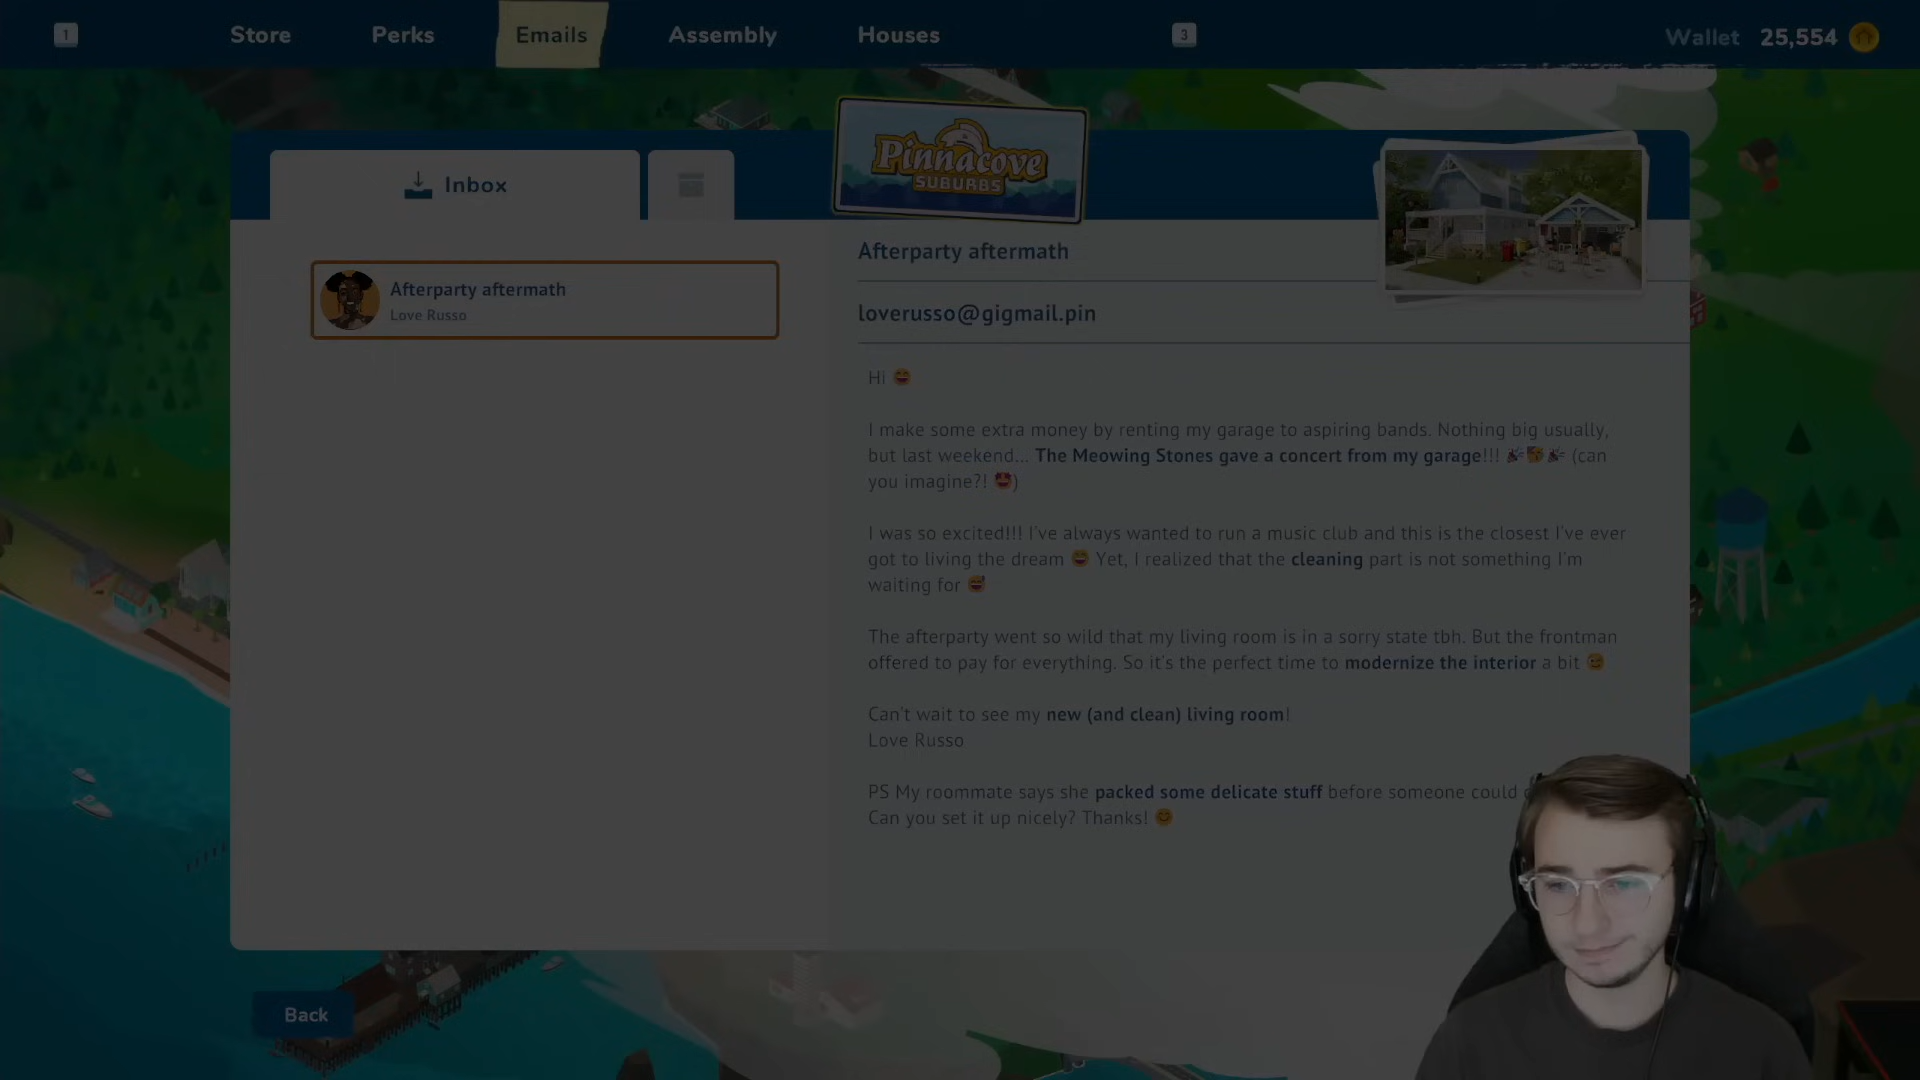 1
Store
Perks
Emails
Assembly
Houses
3
Wallet 25,554
Inbox
Pinnacove
SUBURBS
Afterparty aftermath
Love Russo
Afterparty aftermath
loverusso@gigmail.pin
Hi 😄
I make some extra money by renting my garage to aspiring bands. Nothing big usually,
but last weekend... The Meowing Stones gave a concert from my garage!!! 🎉🥳🎉 (can
you imagine?! 🤩)
I was so excited!!! I've always wanted to run a music club and this is the closest I've ever
got to living the dream 😄 Yet, I realized that the cleaning part is not something I'm
waiting for 😅
The afterparty went so wild that my living room is in a sorry state tbh. But the frontman
offered to pay for everything. So it's the perfect time to modernize the interior a bit 😉
Can't wait to see my new (and clean) living room!
Love Russo
PS My roommate says she packed some delicate stuff before someone could
Can you set it up nicely? Thanks! 😊
Back